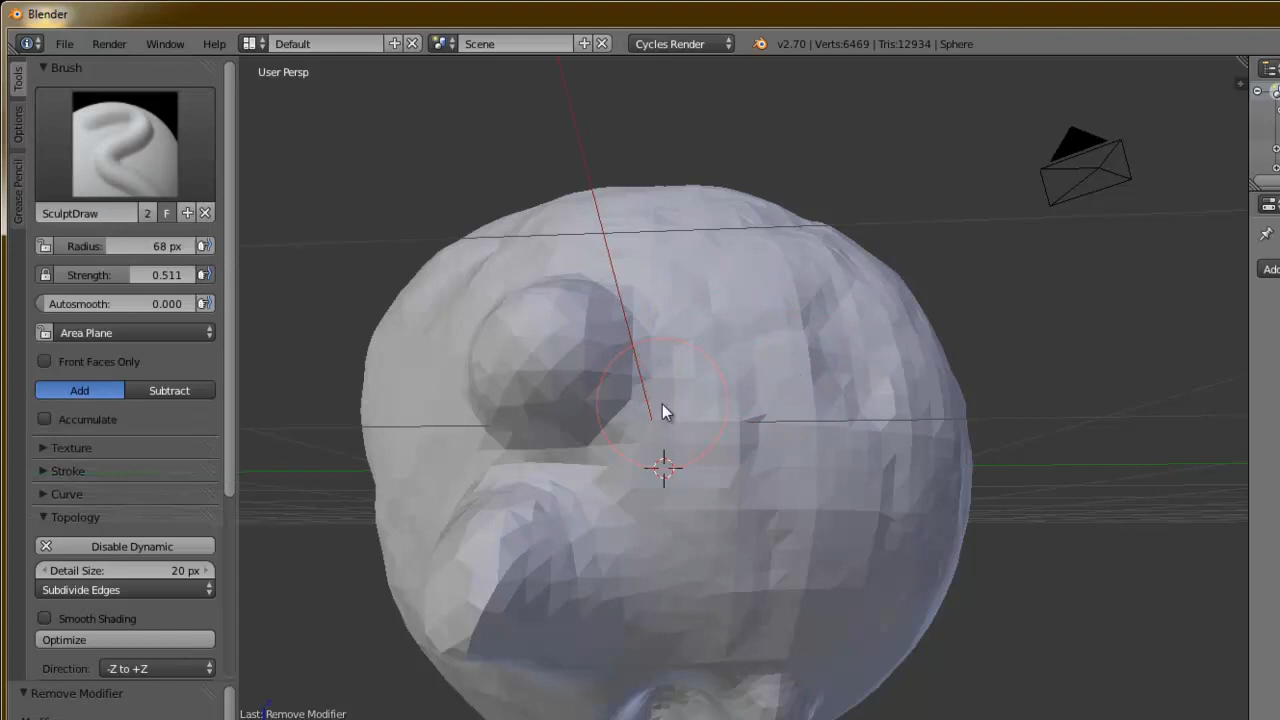 Blender
File Render Window Help Default Scene Cycles Render v2.70 | Verts:6469 | Tris:12934 | Sphere
Tools
Options
Grease Pencil
Brush
User Persp
SculptDraw 2 F
Radius: 68 px
Strength: 0.511
Autosmooth: 0.000
Area Plane
Front Faces Only
Add Subtract
Accumulate
Texture
Stroke
Curve
Topology
Disable Dynamic
Detail Size: 20 px
Subdivide Edges
Smooth Shading
Optimize
Direction: -Z to +Z
Remove Modifier
Last: Remove Modifier